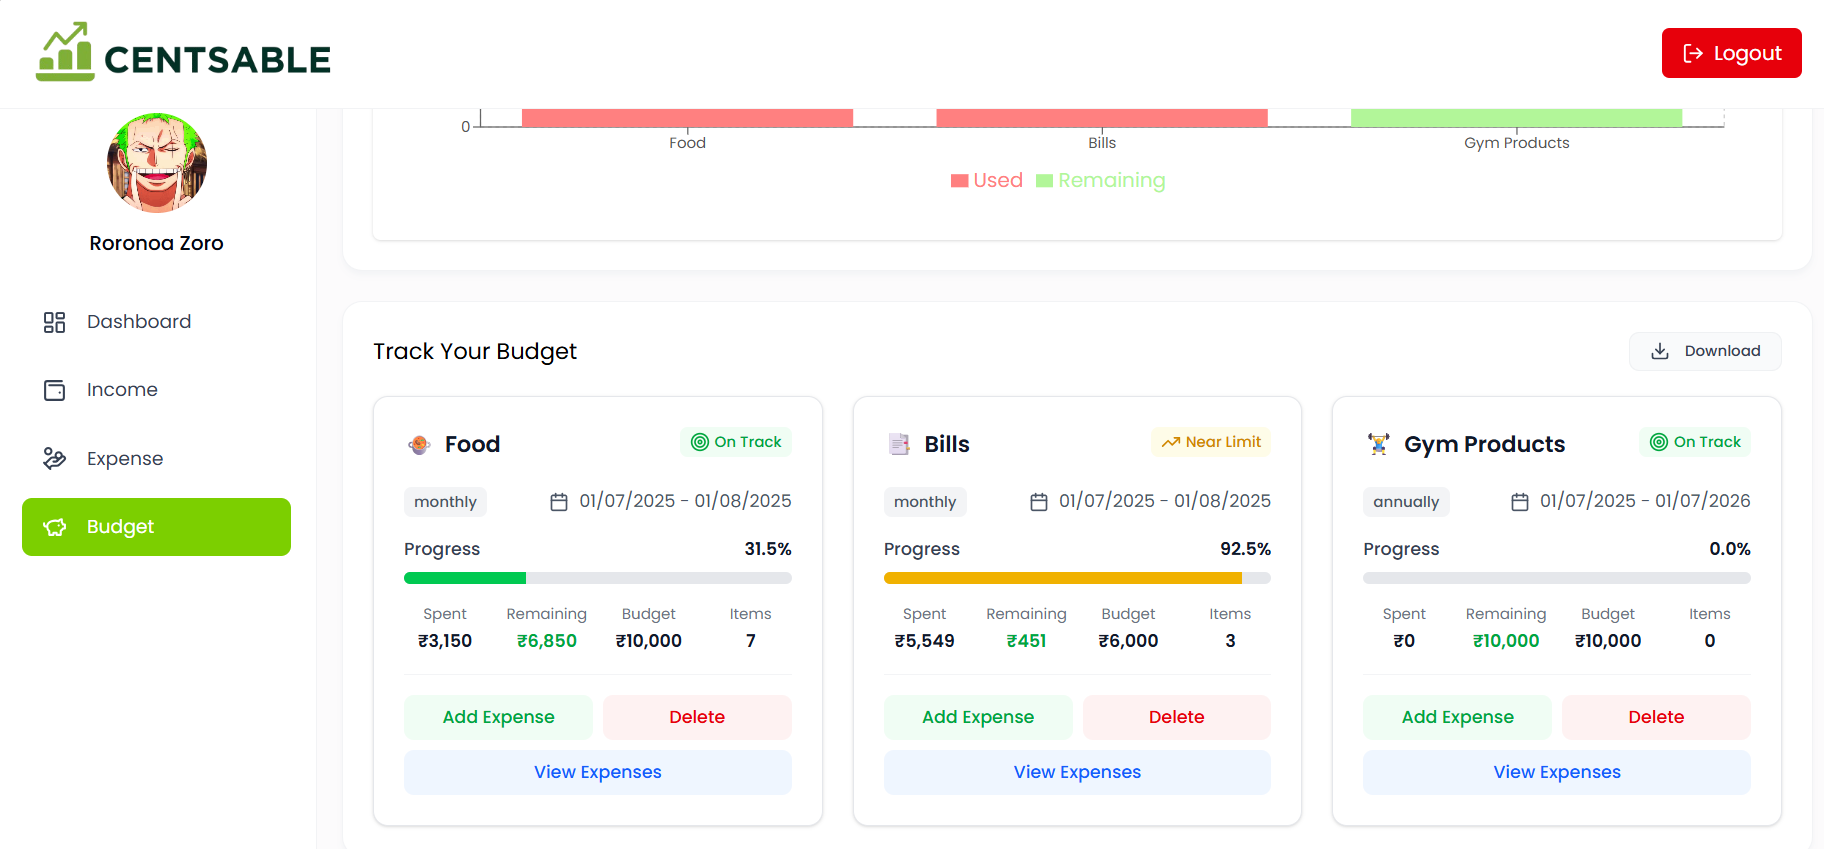 CENTSABLE
Logout
Roronoa Zoro
Dashboard
Income
Expense
Budget
0
Food Bills Gym Products
Used Remaining
Track Your Budget
Download
Food
On Track
monthly
01/07/2025 - 01/08/2025
Progress 31.5%
Spent Remaining Budget Items
₹3,150 ₹6,850 ₹10,000 7
Add Expense Delete
View Expenses
Bills
Near Limit
monthly
01/07/2025 - 01/08/2025
Progress 92.5%
Spent Remaining Budget Items
₹5,549 ₹451 ₹6,000 3
Add Expense Delete
View Expenses
Gym Products
On Track
annually
01/07/2025 - 01/07/2026
Progress 0.0%
Spent Remaining Budget Items
₹0 ₹10,000 ₹10,000 0
Add Expense Delete
View Expenses